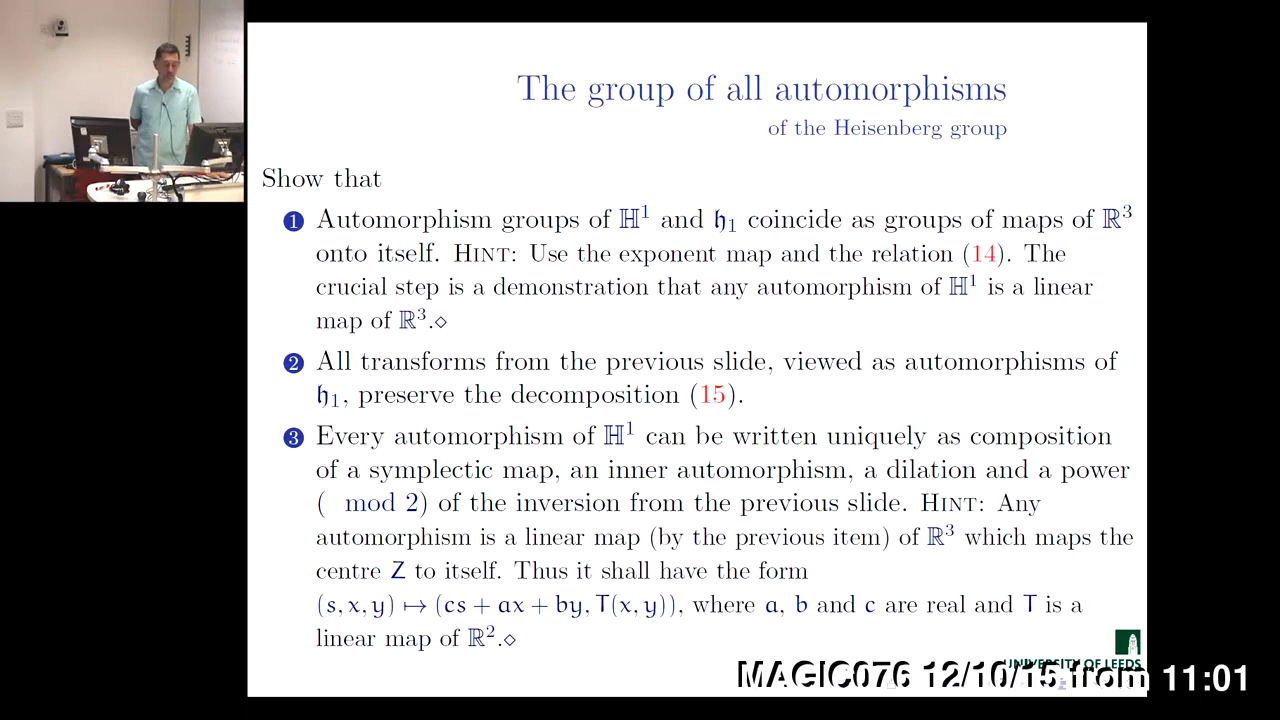 The group of all automorphisms
of the Heisenberg group
Show that
1 Automorphism groups of ℍ¹ and 𝔥₁ coincide as groups of maps of ℝ³
onto itself. HINT: Use the exponent map and the relation (14). The
crucial step is a demonstration that any automorphism of ℍ¹ is a linear
map of ℝ³.⋄
2 All transforms from the previous slide, viewed as automorphisms of
𝔥₁, preserve the decomposition (15).
3 Every automorphism of ℍ¹ can be written uniquely as composition
of a symplectic map, an inner automorphism, a dilation and a power
( mod 2) of the inversion from the previous slide. HINT: Any
automorphism is a linear map (by the previous item) of ℝ³ which maps the
centre Z to itself. Thus it shall have the form
(s, x, y) ↦ (cs + ax + by, T(x, y)), where a, b and c are real and T is a
linear map of ℝ².⋄
UNIVERSITY OF LEEDS
MAGIC076 12/10/15 from 11:01